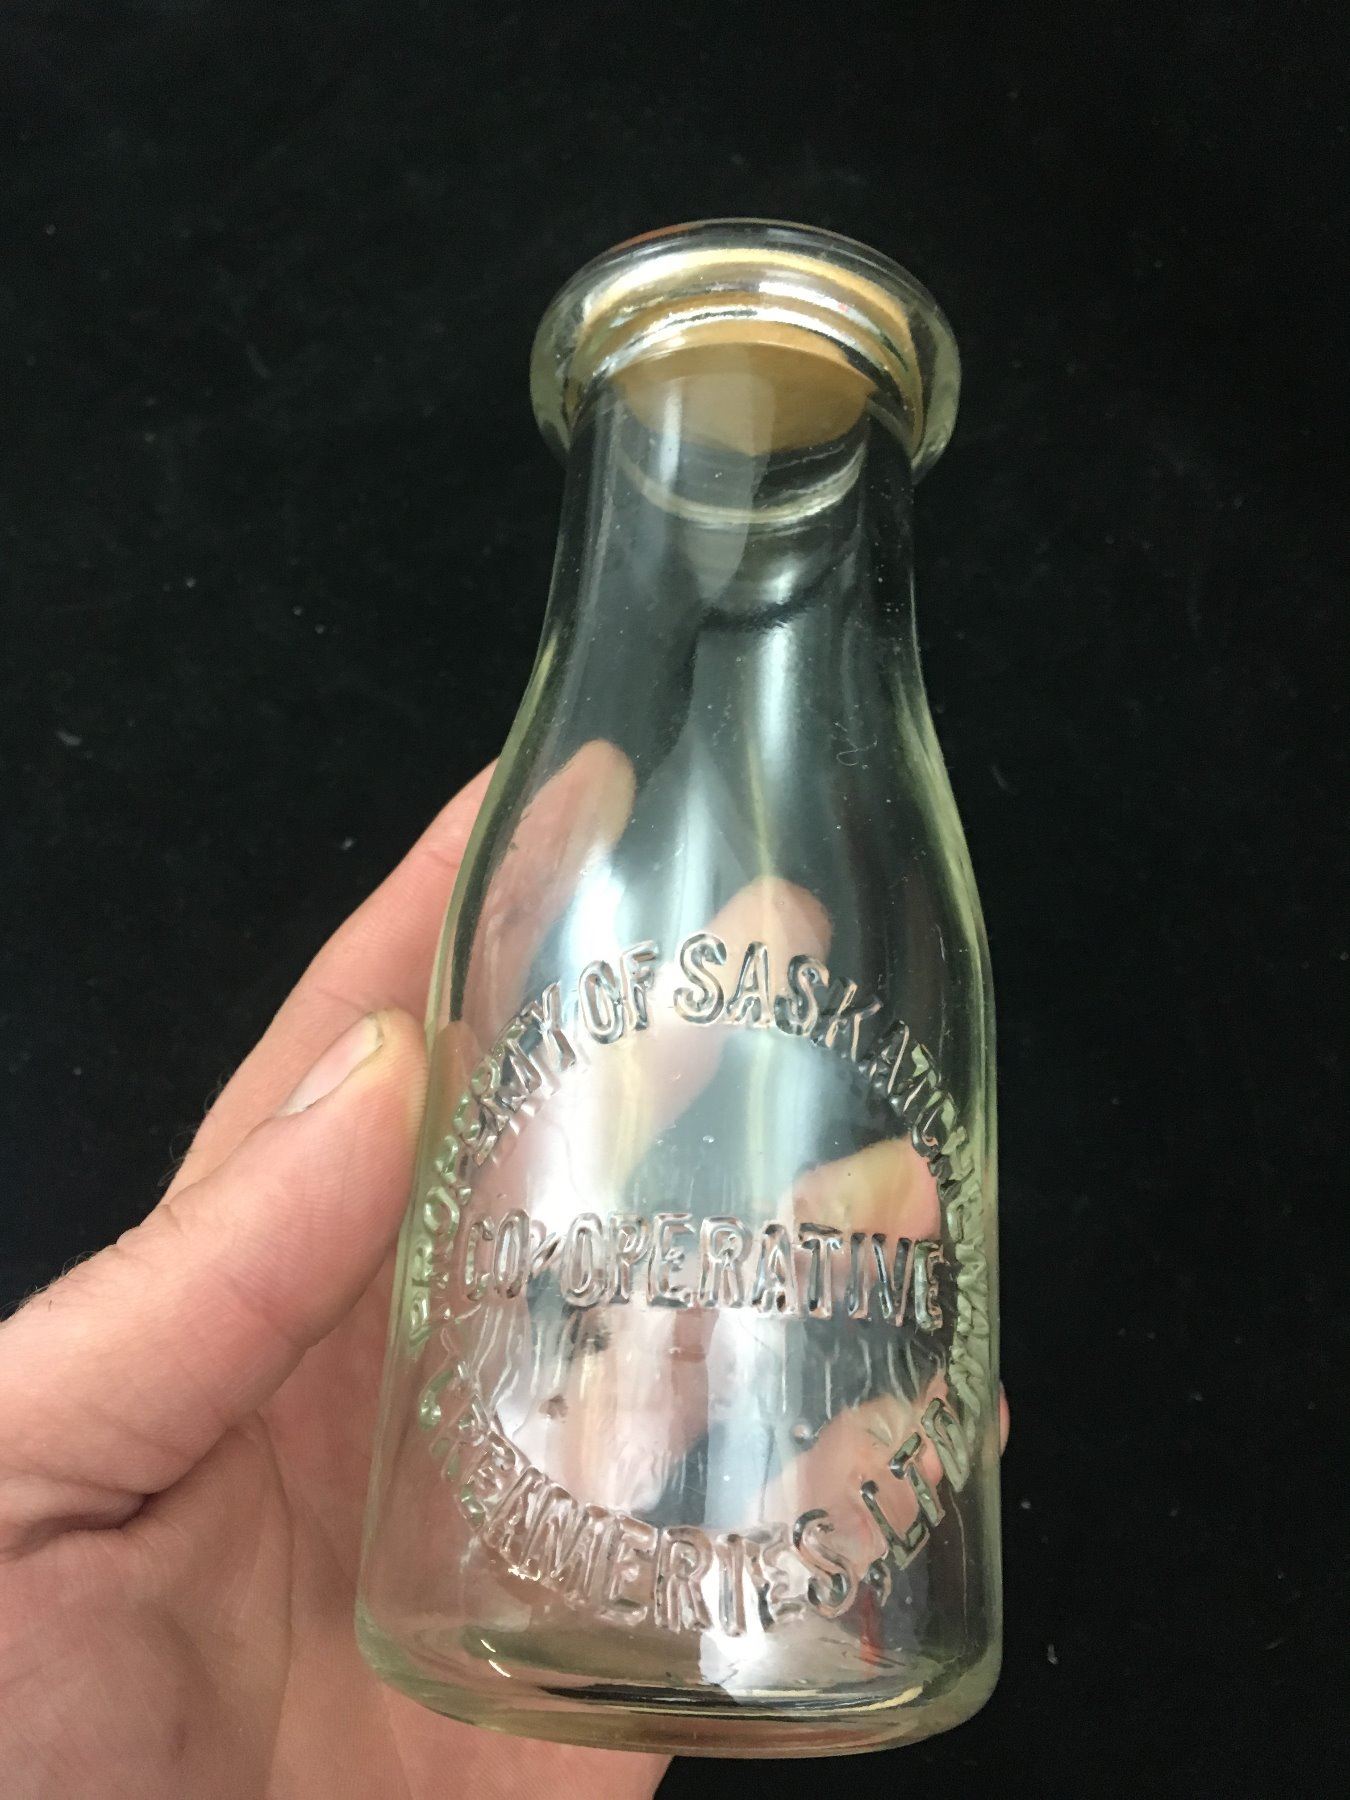 PROPERTY OF SASKATCHEWAN
CO-OPERATIVE
CREAMERIES, LTD.